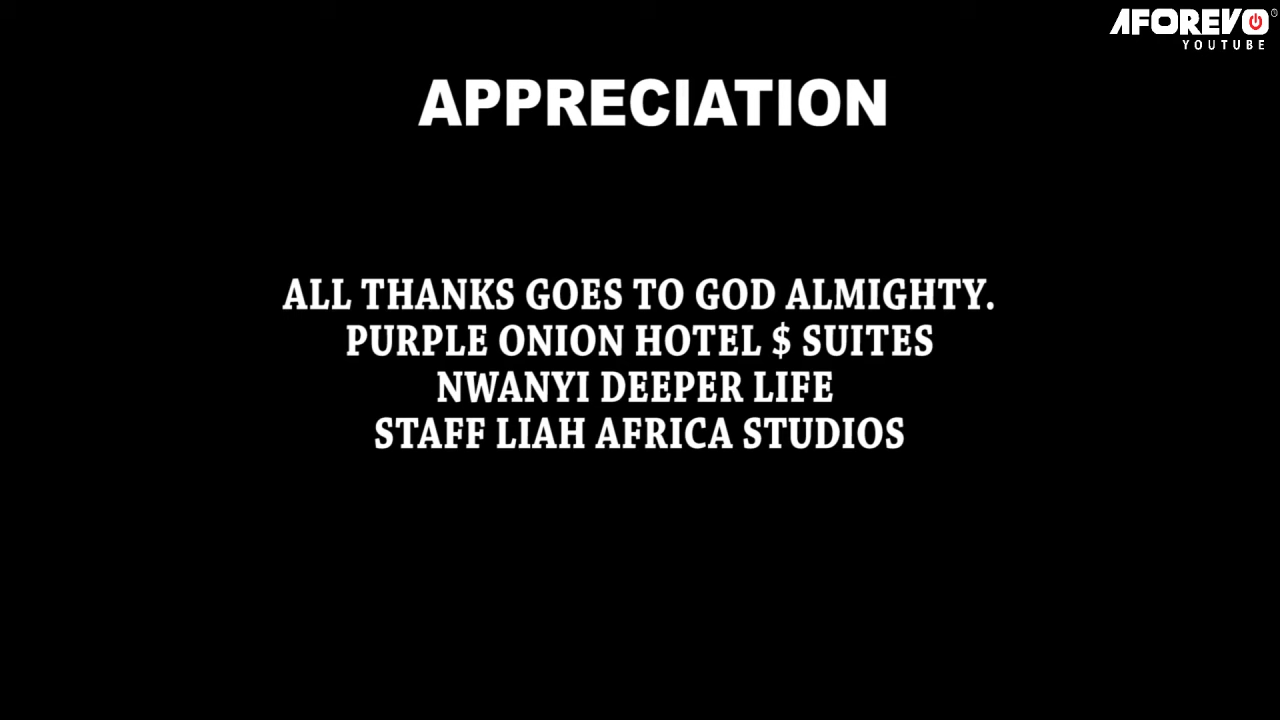 AFOREVO
YOUTUBE
APPRECIATION
ALL THANKS GOES TO GOD ALMIGHTY.
PURPLE ONION HOTEL $ SUITES
NWANYI DEEPER LIFE
STAFF LIAH AFRICA STUDIOS